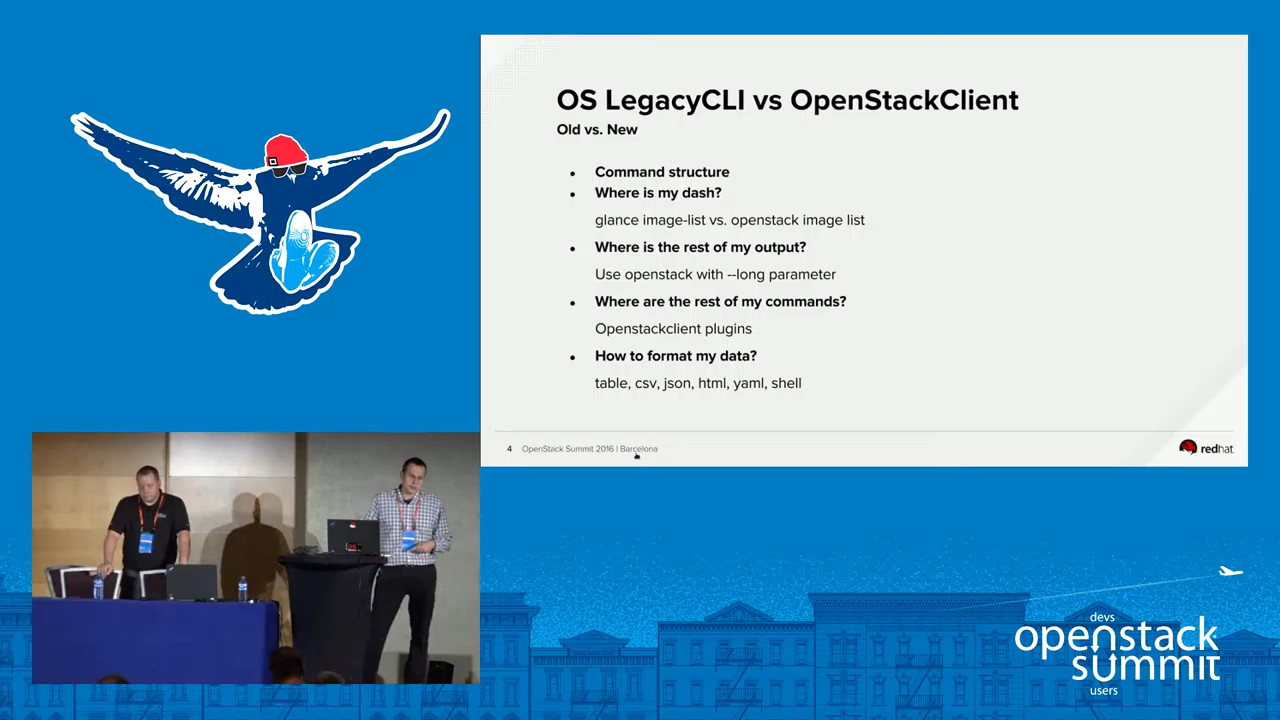 OS LegacyCLI vs OpenStackClient
Old vs. New
• Command structure
• Where is my dash?
glance image-list vs. openstack image list
• Where is the rest of my output?
Use openstack with --long parameter
• Where are the rest of my commands?
Openstackclient plugins
• How to format my data?
table, csv, json, html, yaml, shell
4 OpenStack Summit 2016 | Barcelona
redhat
devs
openstack
summit
users